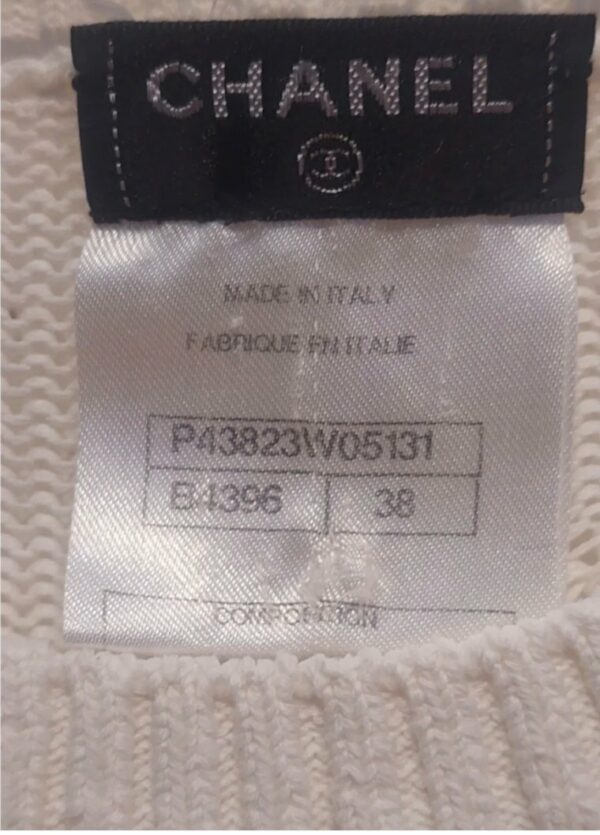 CHANEL
MADE IN ITALY
FABRIQUE EN ITALIE
P43823W05131
B4396 38
COMPOSITION